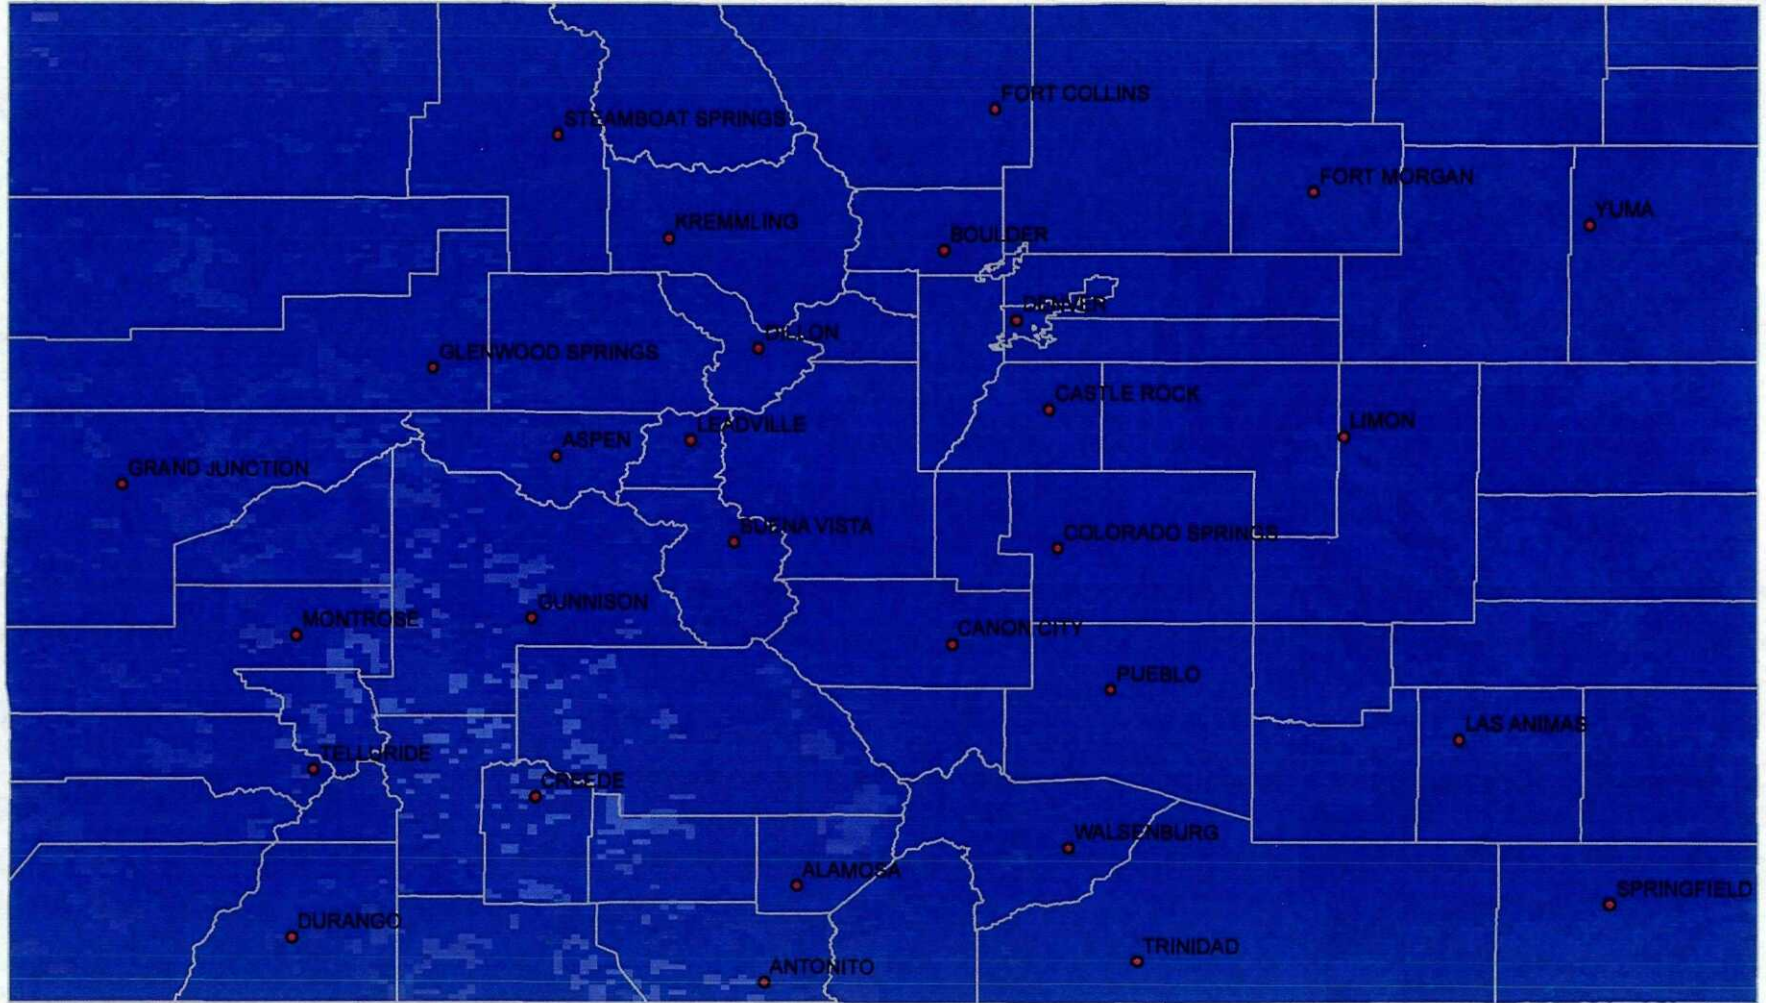 FORT COLLINS
STEAMBOAT SPRINGS
FORT MORGAN
YUMA
KREMMLING
BOULDER
DENVER
DILLON
GLENWOOD SPRINGS
CASTLE ROCK
LIMON
LEADVILLE
ASPEN
GRAND JUNCTION
BUENA VISTA
COLORADO SPRINGS
GUNNISON
MONTROSE
CANON CITY
PUEBLO
LAS ANIMAS
TELLURIDE
CREEDE
WALSENBURG
ALAMOSA
SPRINGFIELD
DURANGO
TRINIDAD
ANTONITO